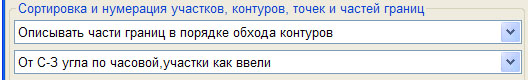 Сортировка и нумерация участков, контуров, точек и частей границ
Описывать части границ в порядке обхода контуров
От С-З угла по часовой,участки как ввели